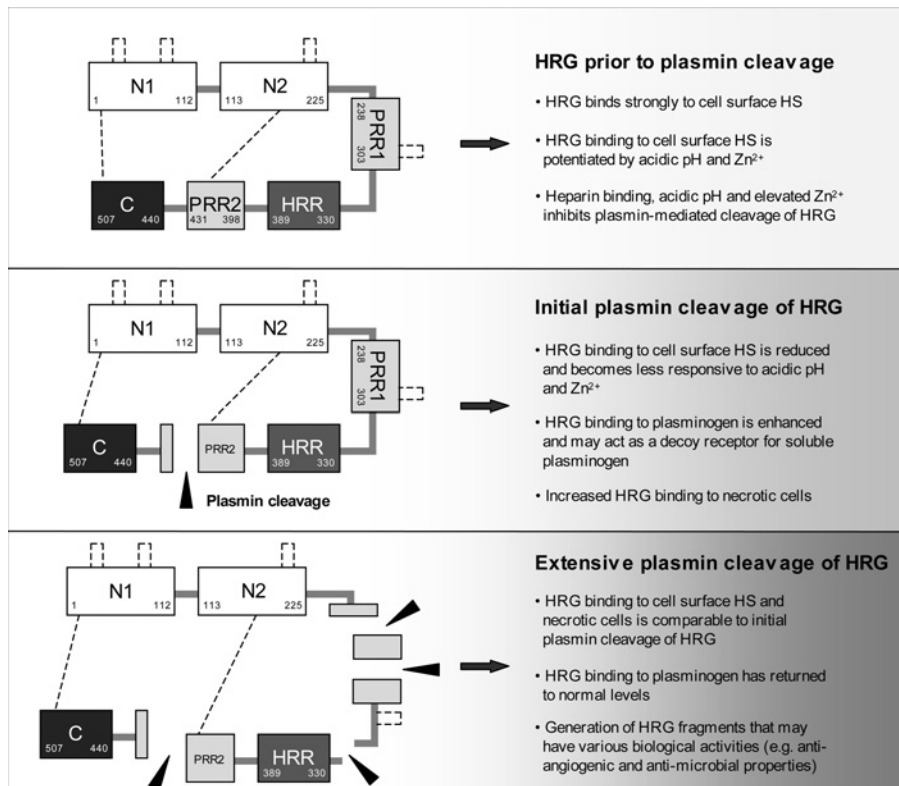 N1
1
112
N2
113
225
PRR1
238
303
C
507
440
PRR2
431
398
HRR
389
330
HRG prior to plasmin cleavage
• HRG binds strongly to cell surface HS
• HRG binding to cell surface HS is
potentiated by acidic pH and Zn²⁺
• Heparin binding, acidic pH and elevated Zn²⁺
inhibits plasmin-mediated cleavage of HRG
N1
1
112
N2
113
225
PRR1
238
303
C
507
440
PRR2
HRR
389
330
Plasmin cleavage
Initial plasmin cleavage of HRG
• HRG binding to cell surface HS is reduced
and becomes less responsive to acidic pH
and Zn²⁺
• HRG binding to plasminogen is enhanced
and may act as a decoy receptor for soluble
plasminogen
• Increased HRG binding to necrotic cells
N1
1
112
N2
113
225
C
507
440
PRR2
HRR
389
330
Extensive plasmin cleavage of HRG
• HRG binding to cell surface HS and
necrotic cells is comparable to initial
plasmin cleavage of HRG
• HRG binding to plasminogen has returned
to normal levels
• Generation of HRG fragments that may
have various biological activities (e.g. anti-
angiogenic and anti-microbial properties)